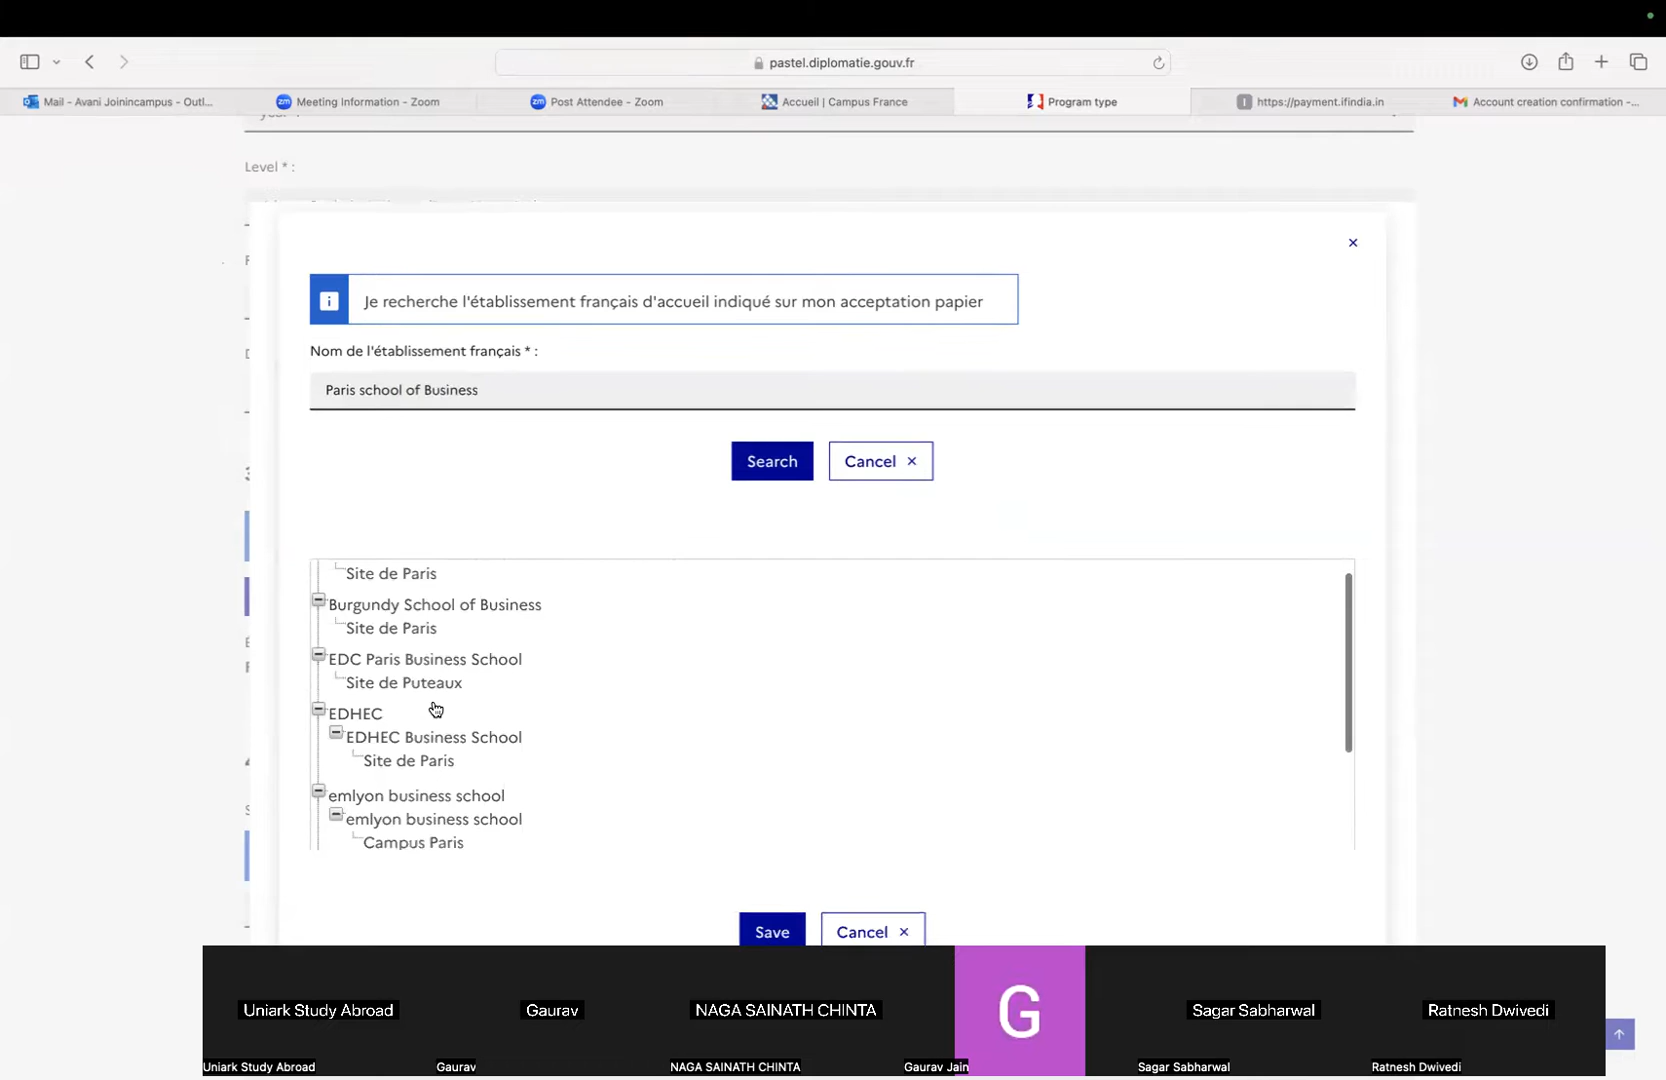 pastel.diplomatie.gouv.fr
Mail - Avani Joinincampus - Outl...
Meeting Information - Zoom
Post Attendee - Zoom
Accueil | Campus France
Program type
https://payment.ifindia.in
Account creation confirmation -...
Level * :
×
Je recherche l'établissement français d'accueil indiqué sur mon acceptation papier
Nom de l'établissement français * :
Paris school of Business
Search
Cancel ×
Site de Paris
Burgundy School of Business
Site de Paris
EDC Paris Business School
Site de Puteaux
EDHEC
EDHEC Business School
Site de Paris
emlyon business school
emlyon business school
Campus Paris
Save
Cancel ×
G
Uniark Study Abroad
Gaurav
NAGA SAINATH CHINTA
Sagar Sabharwal
Ratnesh Dwivedi
Uniark Study Abroad
Gaurav
NAGA SAINATH CHINTA
Gaurav Jain
Sagar Sabharwal
Ratnesh Dwivedi